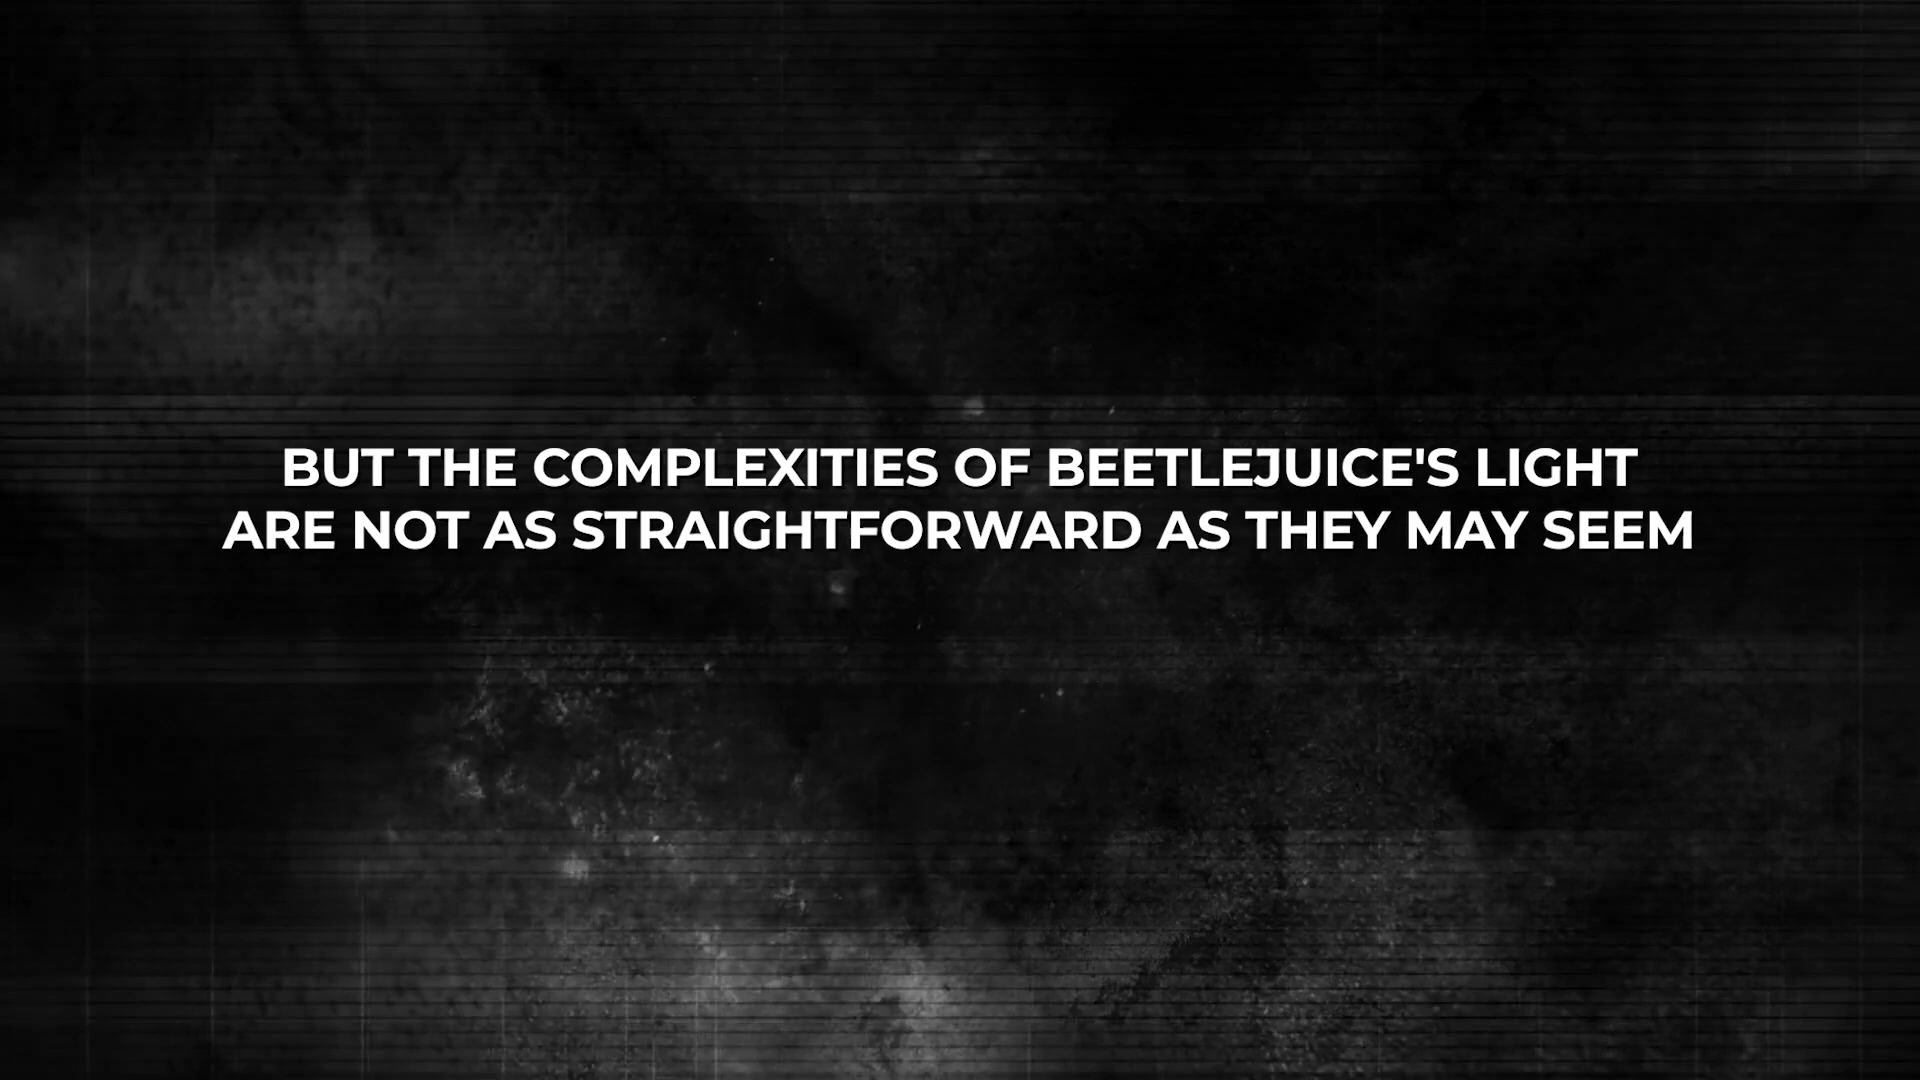 BUT THE COMPLEXITIES OF BEETLEJUICE'S LIGHT
ARE NOT AS STRAIGHTFORWARD AS THEY MAY SEEM